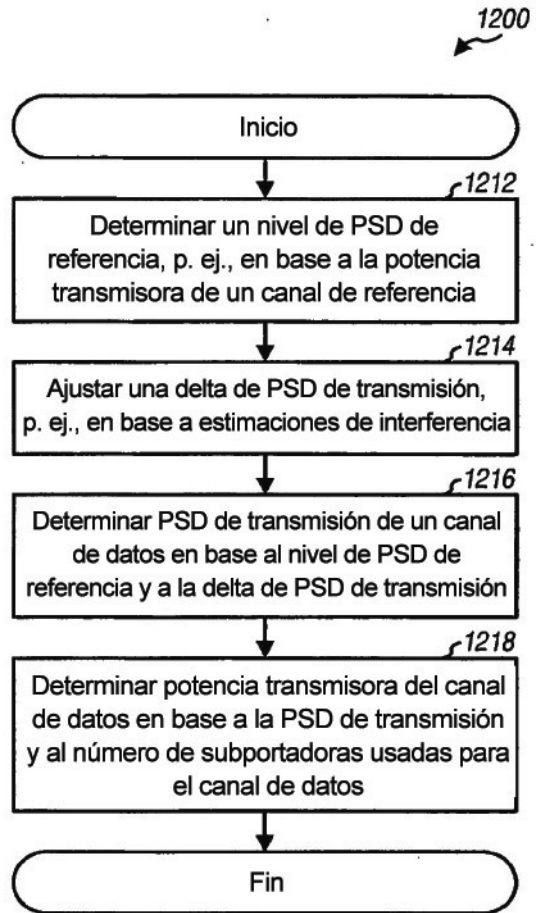 1200
Inicio
1212
Determinar un nivel de PSD de
referencia, p. ej., en base a la potencia
transmisora de un canal de referencia
1214
Ajustar una delta de PSD de transmisión,
p. ej., en base a estimaciones de interferencia
1216
Determinar PSD de transmisión de un canal
de datos en base al nivel de PSD de
referencia y a la delta de PSD de transmisión
1218
Determinar potencia transmisora del canal
de datos en base a la PSD de transmisión
y al número de subportadoras usadas para
el canal de datos
Fin